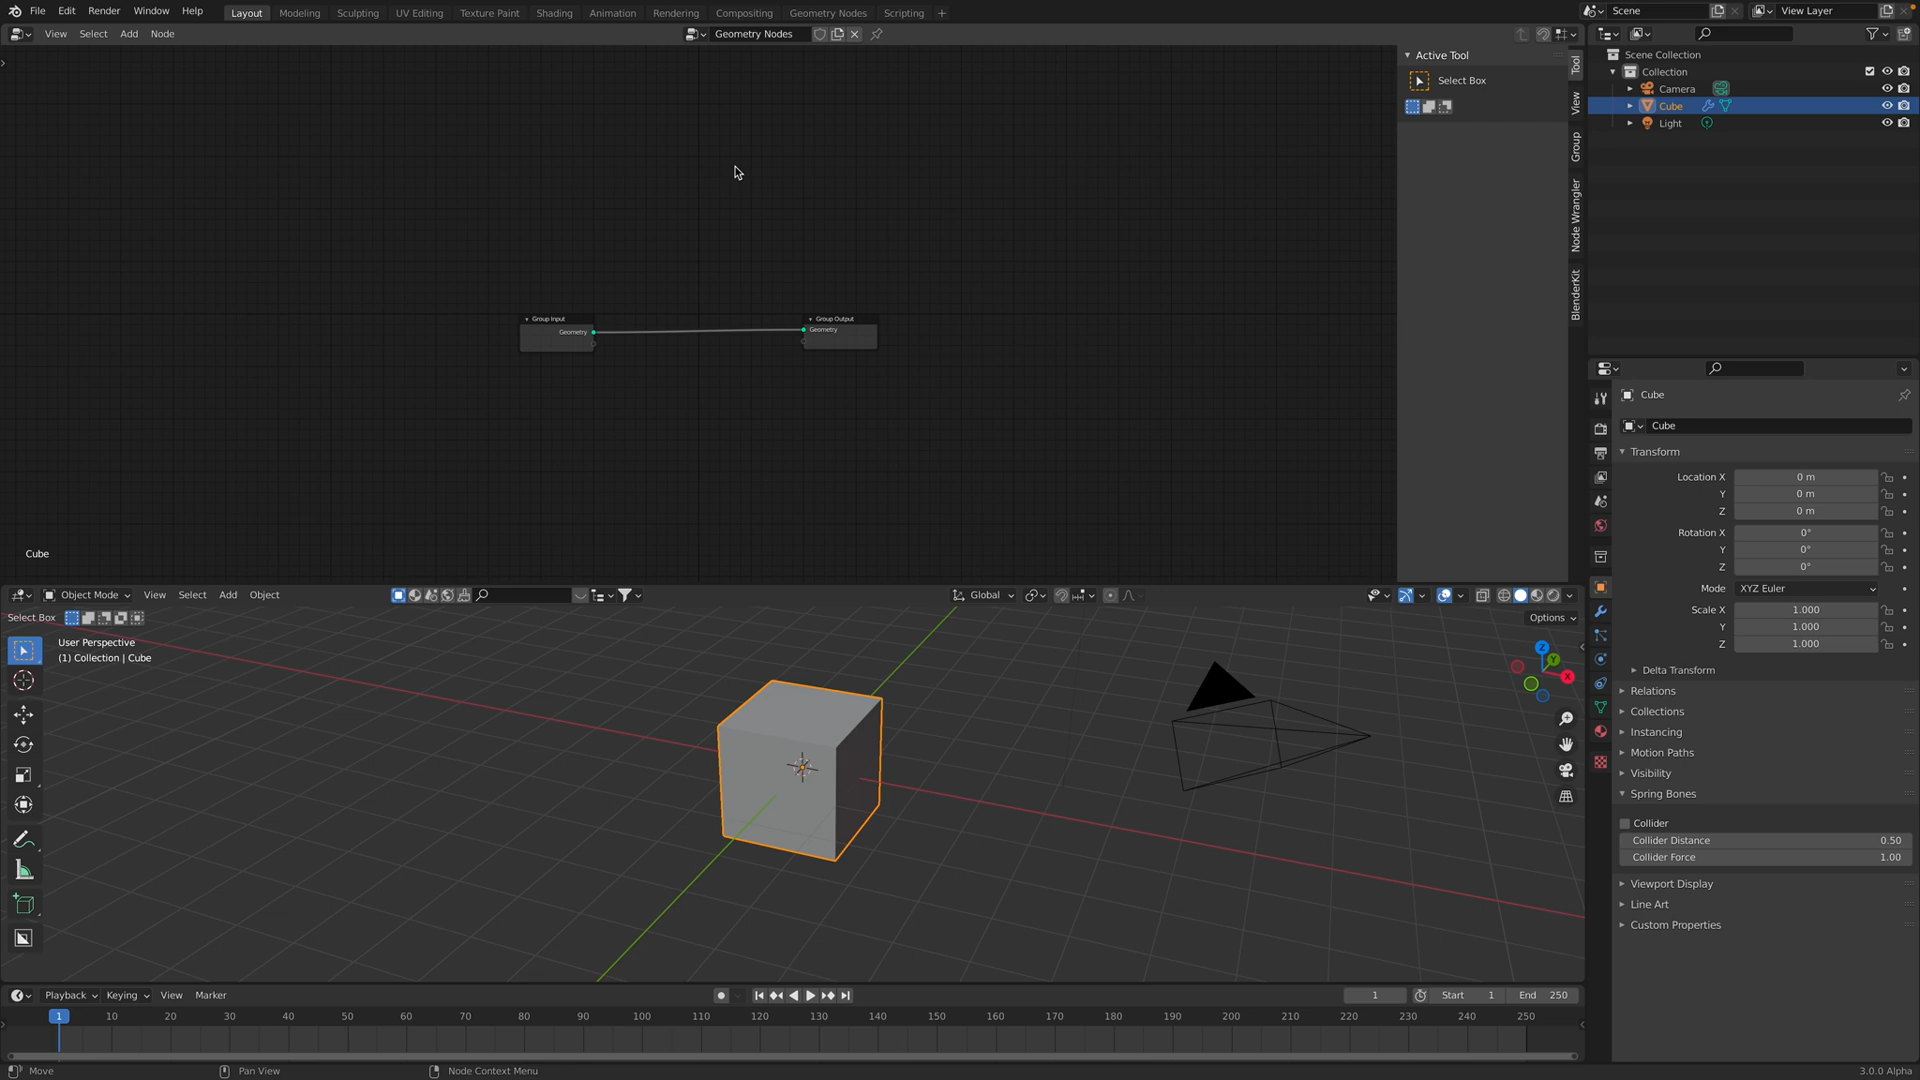 File Edit Render Window Help Layout Modeling Sculpting UV Editing Texture Paint Shading Animation Rendering Compositing Geometry Nodes Scripting + Scene View Layer
View Select Add Node Geometry Nodes
Active Tool
Select Box
Tool
View
Group
Node Wrangler
BlenderKit
Group Input
Geometry
Group Output
Geometry
Cube
Scene Collection
Collection
Camera
Cube
Light
Cube
Cube
Transform
Location X 0 m
Y 0 m
Z 0 m
Rotation X 0°
Y 0°
Z 0°
Mode XYZ Euler
Scale X 1.000
Y 1.000
Z 1.000
Delta Transform
Relations
Collections
Instancing
Motion Paths
Visibility
Spring Bones
Collider
Collider Distance 0.50
Collider Force 1.00
Viewport Display
Line Art
Custom Properties
Object Mode View Select Add Object Global
Select Box Options
User Perspective
(1) Collection | Cube
Z
Y
X
Playback Keying View Marker 1 Start 1 End 250
1 10 20 30 40 50 60 70 80 90 100 110 120 130 140 150 160 170 180 190 200 210 220 230 240 250
Move Pan View Node Context Menu 3.0.0 Alpha